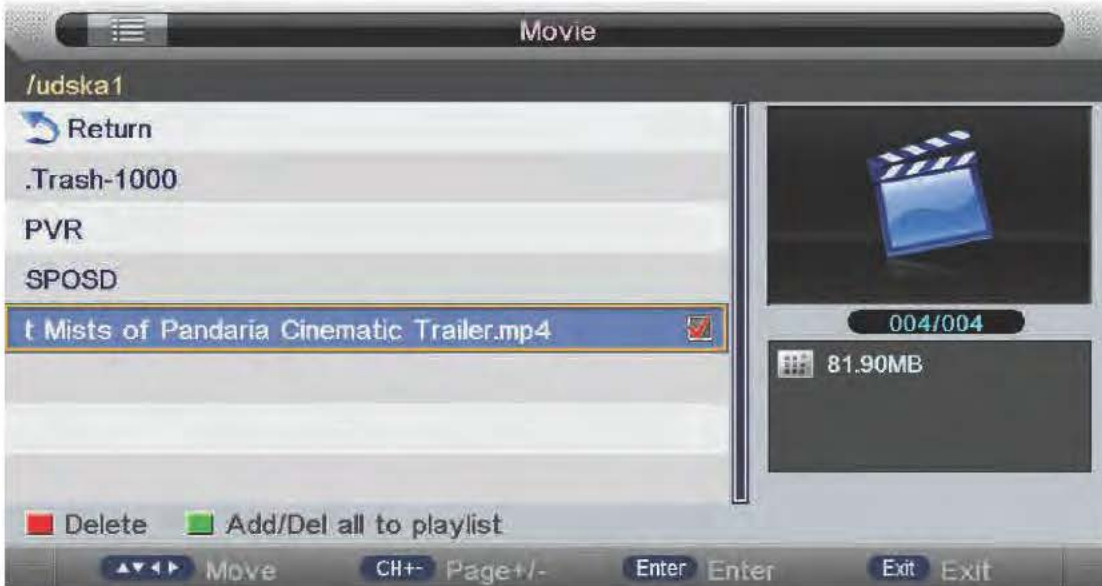 Movie
/udska1
Return
.Trash-1000
PVR
SPOSD
t Mists of Pandaria Cinematic Trailer.mp4
004/004
81.90MB
Delete Add/Del all to playlist
▲▼◀▶ Move CH+- Page+/- Enter Enter Exit Exit